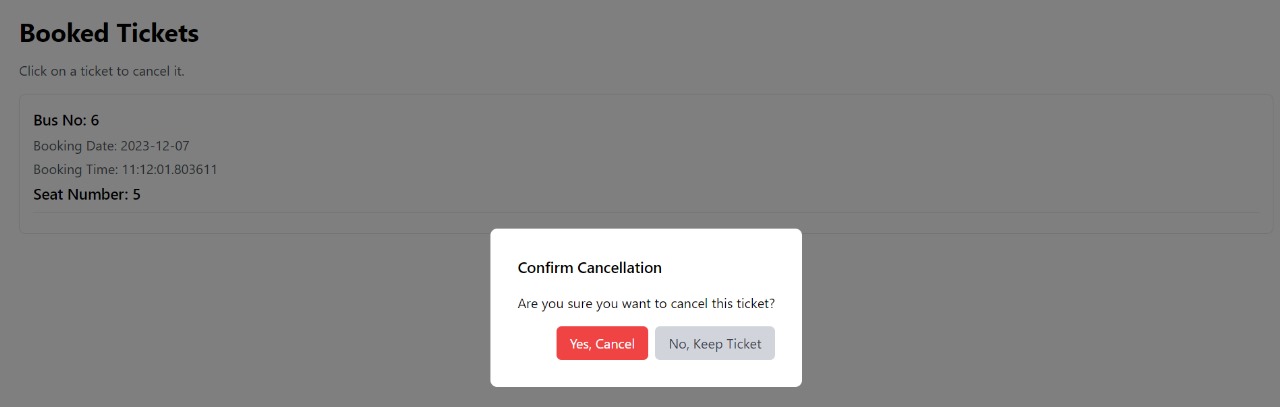 Booked Tickets
Click on a ticket to cancel it.
Bus No: 6
Booking Date: 2023-12-07
Booking Time: 11:12:01.803611
Seat Number: 5
Confirm Cancellation
Are you sure you want to cancel this ticket?
Yes, Cancel No, Keep Ticket